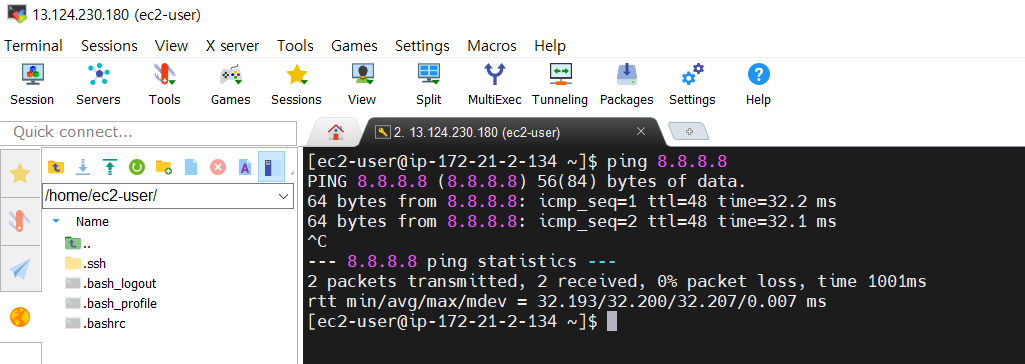 13.124.230.180 (ec2-user)
Terminal Sessions View X server Tools Games Settings Macros Help
Session Servers Tools Games Sessions View Split MultiExec Tunneling Packages Settings Help
Quick connect...
2. 13.124.230.180 (ec2-user)
/home/ec2-user/
Name
..
.ssh
.bash_logout
.bash_profile
.bashrc
[ec2-user@ip-172-21-2-134 ~]$ ping 8.8.8.8
PING 8.8.8.8 (8.8.8.8) 56(84) bytes of data.
64 bytes from 8.8.8.8: icmp_seq=1 ttl=48 time=32.2 ms
64 bytes from 8.8.8.8: icmp_seq=2 ttl=48 time=32.1 ms
^C
--- 8.8.8.8 ping statistics ---
2 packets transmitted, 2 received, 0% packet loss, time 1001ms
rtt min/avg/max/mdev = 32.193/32.200/32.207/0.007 ms
[ec2-user@ip-172-21-2-134 ~]$